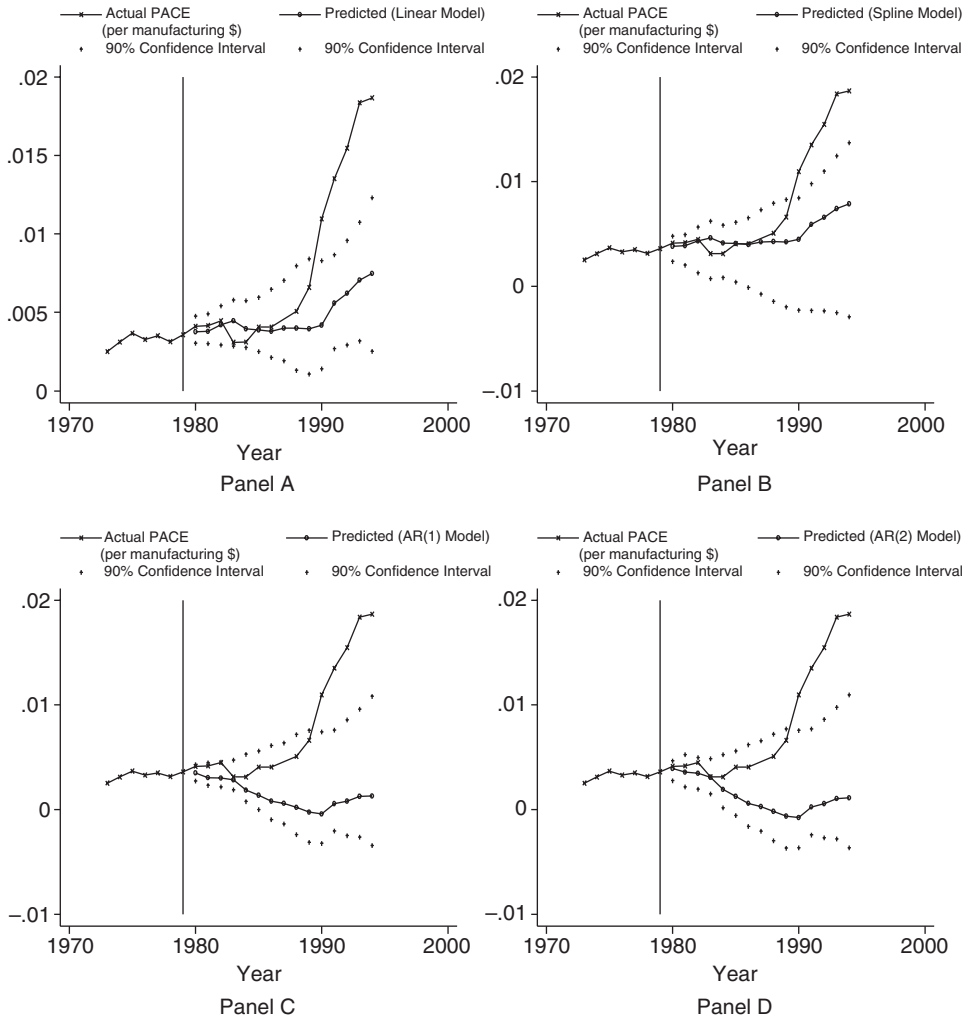 Actual PACE
(per manufacturing $)
Predicted (Linear Model)
90% Confidence Interval
90% Confidence Interval
.02
.015
.01
.005
0
1970
1980
1990
2000
Year
Panel A
Actual PACE
(per manufacturing $)
Predicted (Spline Model)
90% Confidence Interval
90% Confidence Interval
.02
.01
0
−.01
1970
1980
1990
2000
Year
Panel B
Actual PACE
(per manufacturing $)
Predicted (AR(1) Model)
90% Confidence Interval
90% Confidence Interval
.02
.01
0
−.01
1970
1980
1990
2000
Year
Panel C
Actual PACE
(per manufacturing $)
Predicted (AR(2) Model)
90% Confidence Interval
90% Confidence Interval
.02
.01
0
−.01
1970
1980
1990
2000
Year
Panel D